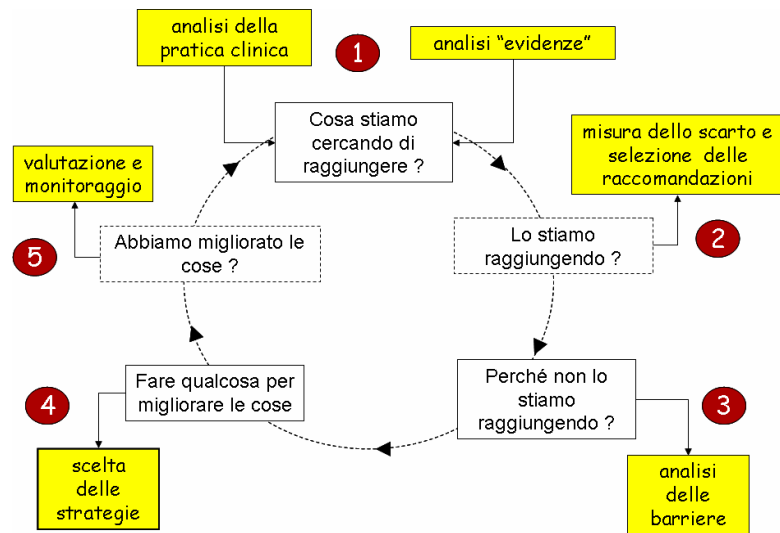 analisi della
pratica clinica
1
analisi “evidenze”
Cosa stiamo
cercando di
raggiungere ?
misura dello scarto e
selezione delle
raccomandazioni
2
Lo stiamo
raggiungendo ?
Perché non lo
stiamo
raggiungendo ?
3
analisi
delle
barriere
Fare qualcosa per
migliorare le cose
4
scelta
delle
strategie
Abbiamo migliorato le
cose ?
5
valutazione e
monitoraggio